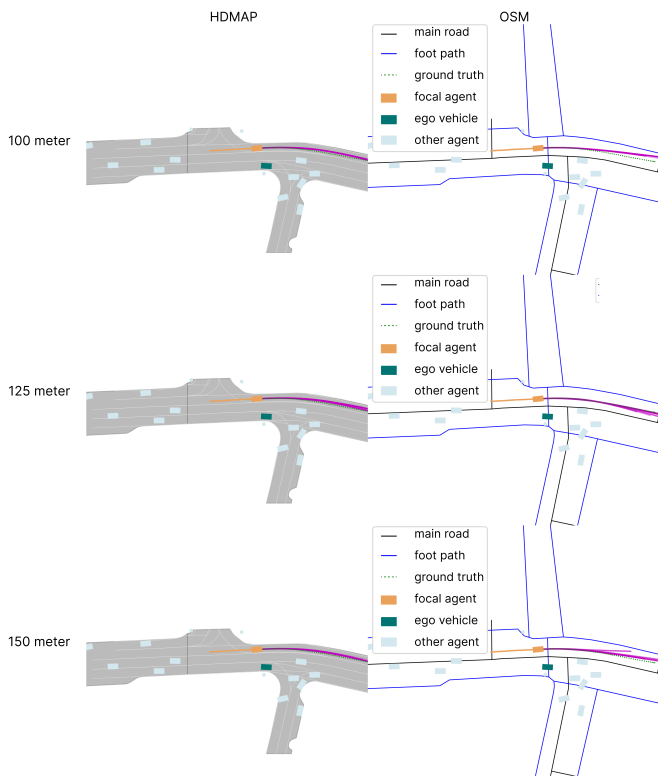 HDMAP
OSM
100 meter
main road
foot path
ground truth
focal agent
ego vehicle
other agent
125 meter
main road
foot path
ground truth
focal agent
ego vehicle
other agent
150 meter
main road
foot path
ground truth
focal agent
ego vehicle
other agent